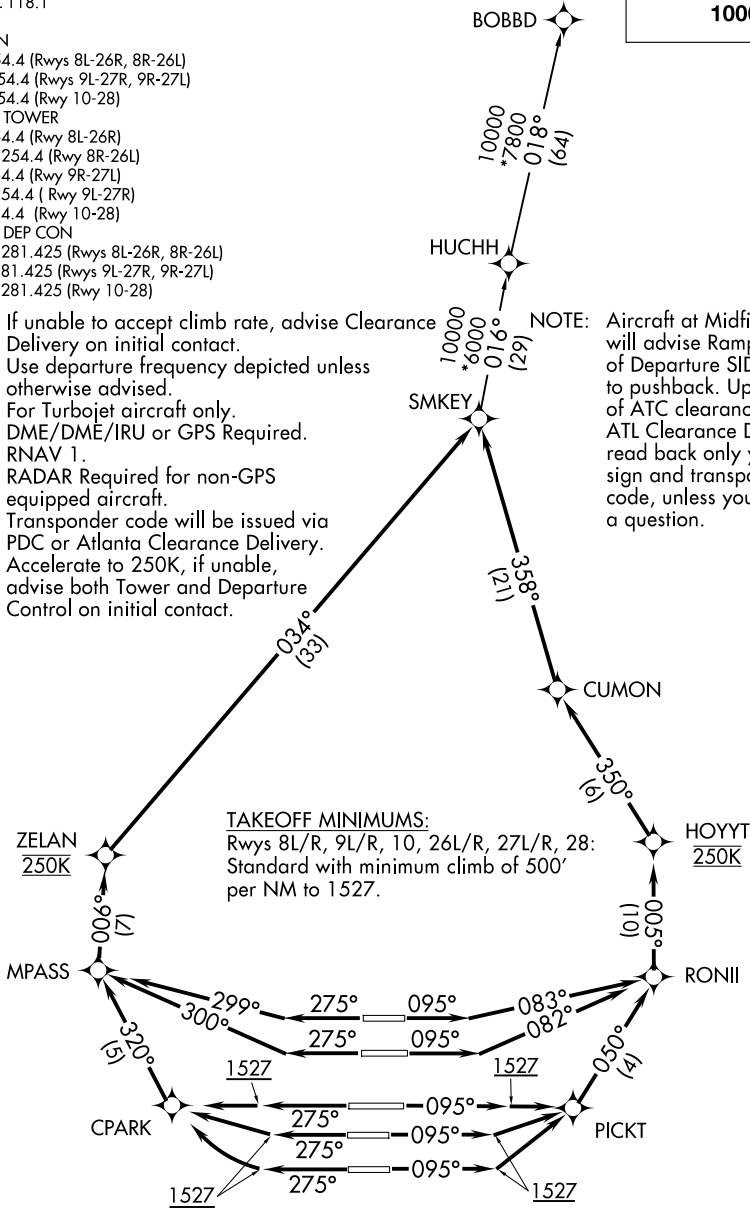 118.1
N
4.4 (Rwys 8L-26R, 8R-26L)
54.4 (Rwys 9L-27R, 9R-27L)
54.4 (Rwy 10-28)
TOWER
4.4 (Rwy 8L-26R)
254.4 (Rwy 8R-26L)
4.4 (Rwy 9R-27L)
54.4 ( Rwy 9L-27R)
4.4 (Rwy 10-28)
DEP CON
281.425 (Rwys 8L-26R, 8R-26L)
81.425 (Rwys 9L-27R, 9R-27L)
281.425 (Rwy 10-28)
1000
BOBBD
10000
*7800
018°
(64)
HUCHH
10000
*6000
016°
(29)
SMKEY
If unable to accept climb rate, advise Clearance
Delivery on initial contact.
Use departure frequency depicted unless
otherwise advised.
For Turbojet aircraft only.
DME/DME/IRU or GPS Required.
RNAV 1.
RADAR Required for non-GPS
equipped aircraft.
Transponder code will be issued via
PDC or Atlanta Clearance Delivery.
Accelerate to 250K, if unable,
advise both Tower and Departure
Control on initial contact.
NOTE: Aircraft at Midfi
will advise Ramp
of Departure SID
to pushback. Up
of ATC clearanc
ATL Clearance D
read back only y
sign and transpo
code, unless you
a question.
034°
(33)
358°
(21)
CUMON
350°
(6)
ZELAN
250K
HOYYT
250K
TAKEOFF MINIMUMS:
Rwys 8L/R, 9L/R, 10, 26L/R, 27L/R, 28:
Standard with minimum climb of 500'
per NM to 1527.
006°
(7)
005°
(10)
MPASS
RONII
299°
275°
095°
083°
300°
275°
095°
082°
320°
(5)
050°
(4)
1527
1527
275°
095°
CPARK
PICKT
275°
095°
275°
095°
1527
1527